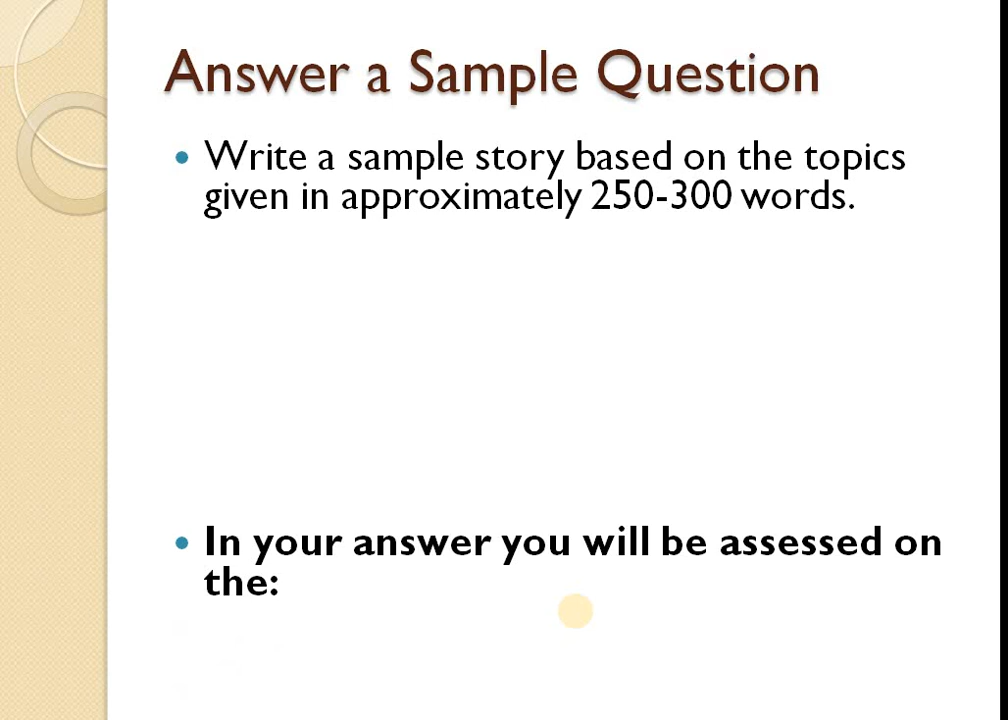 Answer a Sample Question
• Write a sample story based on the topics
given in approximately 250-300 words.
• In your answer you will be assessed on
the: